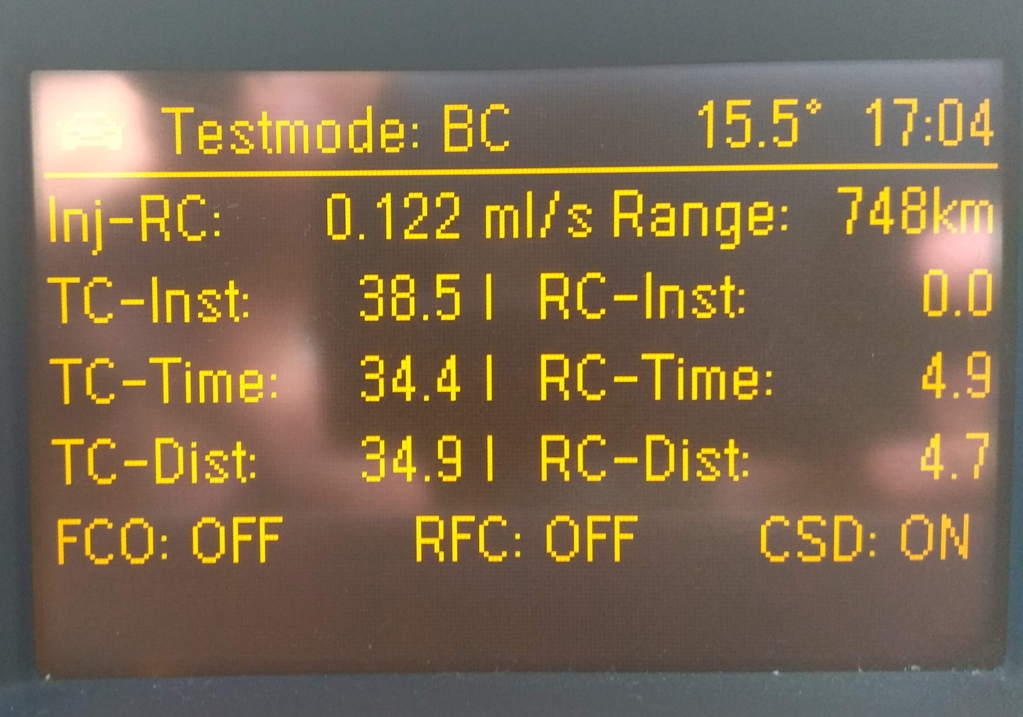 Testmode: BC 15.5° 17:04
Inj-RC: 0.122 ml/s Range: 748km
TC-Inst: 38.5 l RC-Inst: 0.0
TC-Time: 34.4 l RC-Time: 4.9
TC-Dist: 34.9 l RC-Dist: 4.7
FCO: OFF RFC: OFF CSD: ON